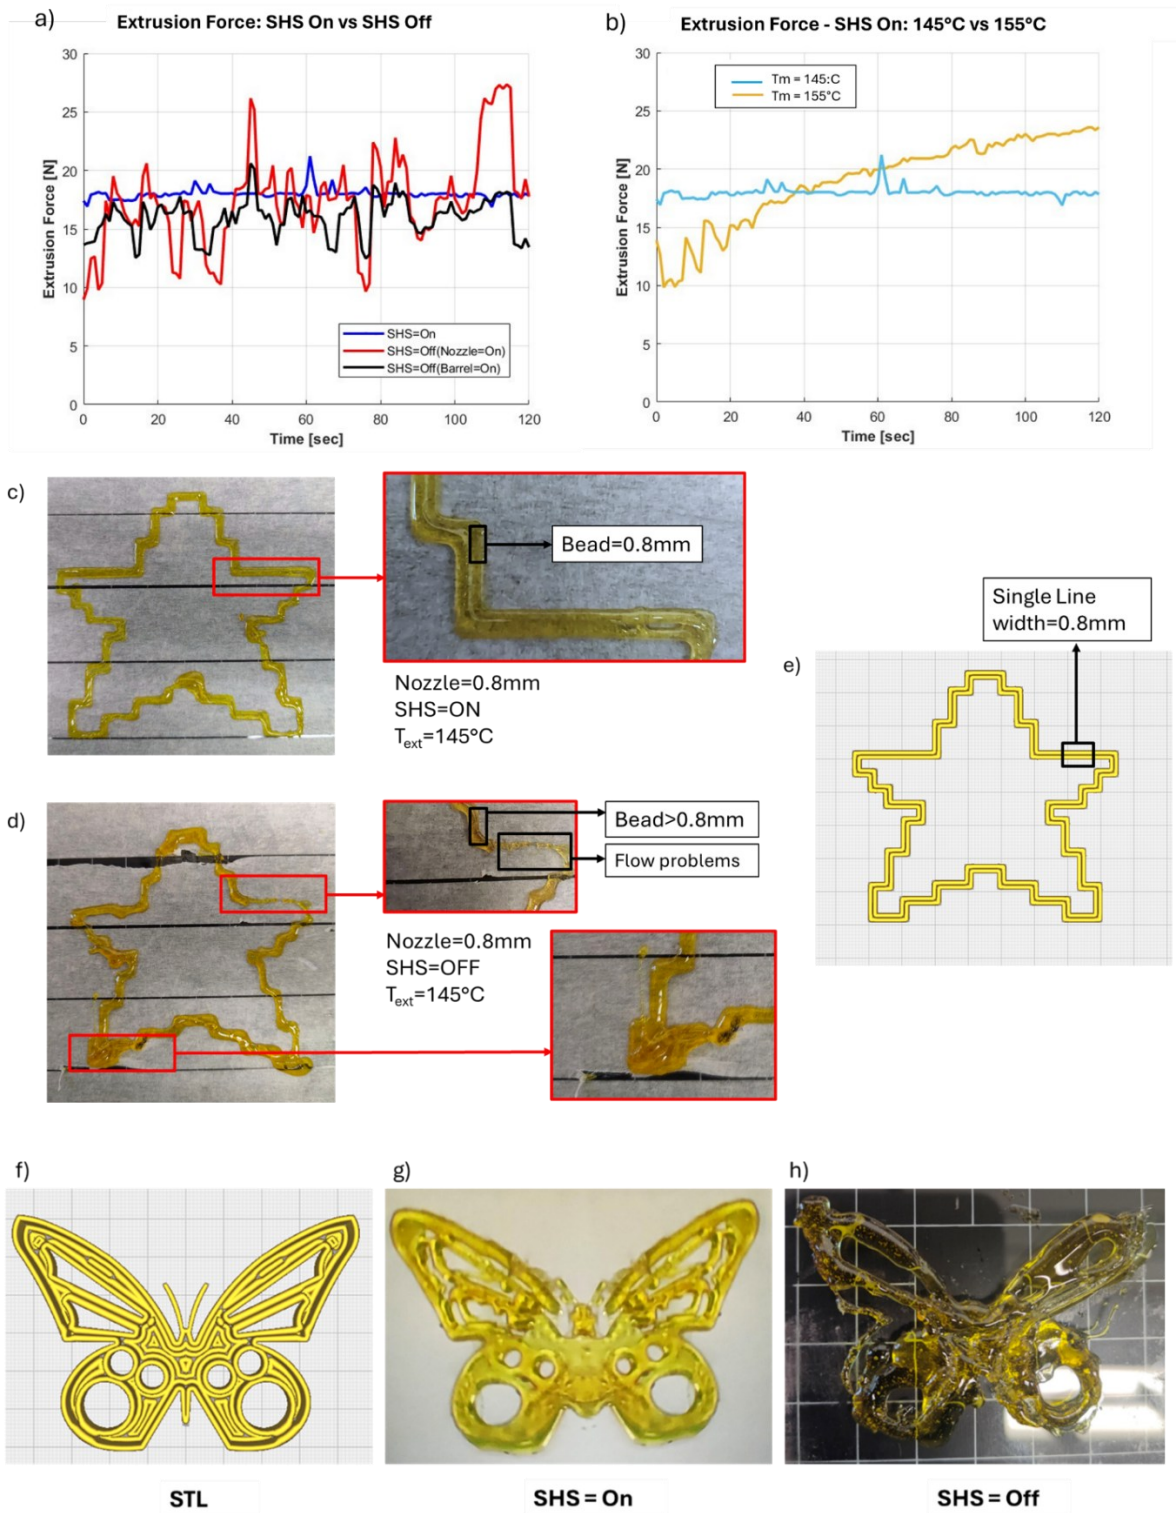 a)
Extrusion Force: SHS On vs SHS Off
30
25
20
15
10
5
0
Extrusion Force [N]
SHS=On
SHS=Off(Nozzle=On)
SHS=Off(Barrel=On)
0 20 40 60 80 100 120
Time [sec]
b)
Extrusion Force - SHS On: 145°C vs 155°C
30
25
20
15
10
5
0
Extrusion Force [N]
Tm = 145:C
Tm = 155°C
0 20 40 60 80 100 120
Time [sec]
c)
Bead=0.8mm
Nozzle=0.8mm
SHS=ON
Text=145°C
d)
Bead>0.8mm
Flow problems
Nozzle=0.8mm
SHS=OFF
Text=145°C
e)
Single Line
width=0.8mm
f)
STL
g)
SHS = On
h)
SHS = Off